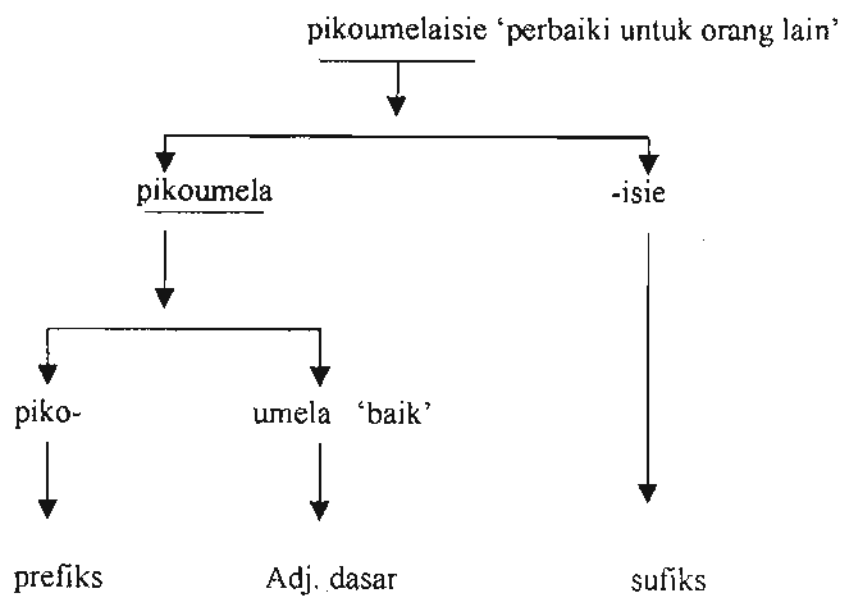 pikoumelaisie ‘perbaiki untuk orang lain’
pikoumela -isie
piko- umela ‘baik’
prefiks Adj. dasar sufiks